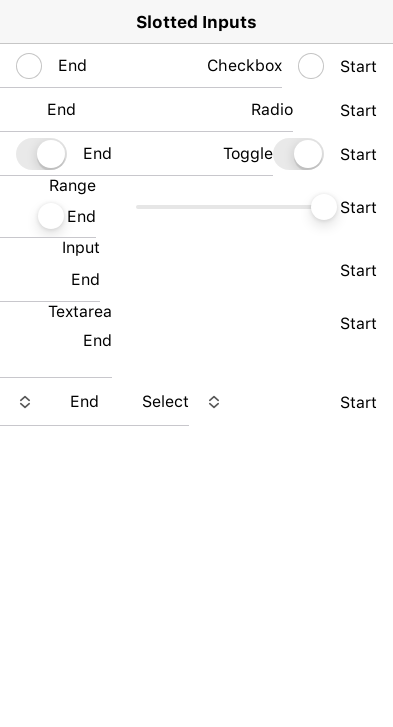 Slotted Inputs
End Checkbox Start
End Radio Start
End Toggle Start
Range
End Start
Input
End Start
Textarea
End Start
End Select Start